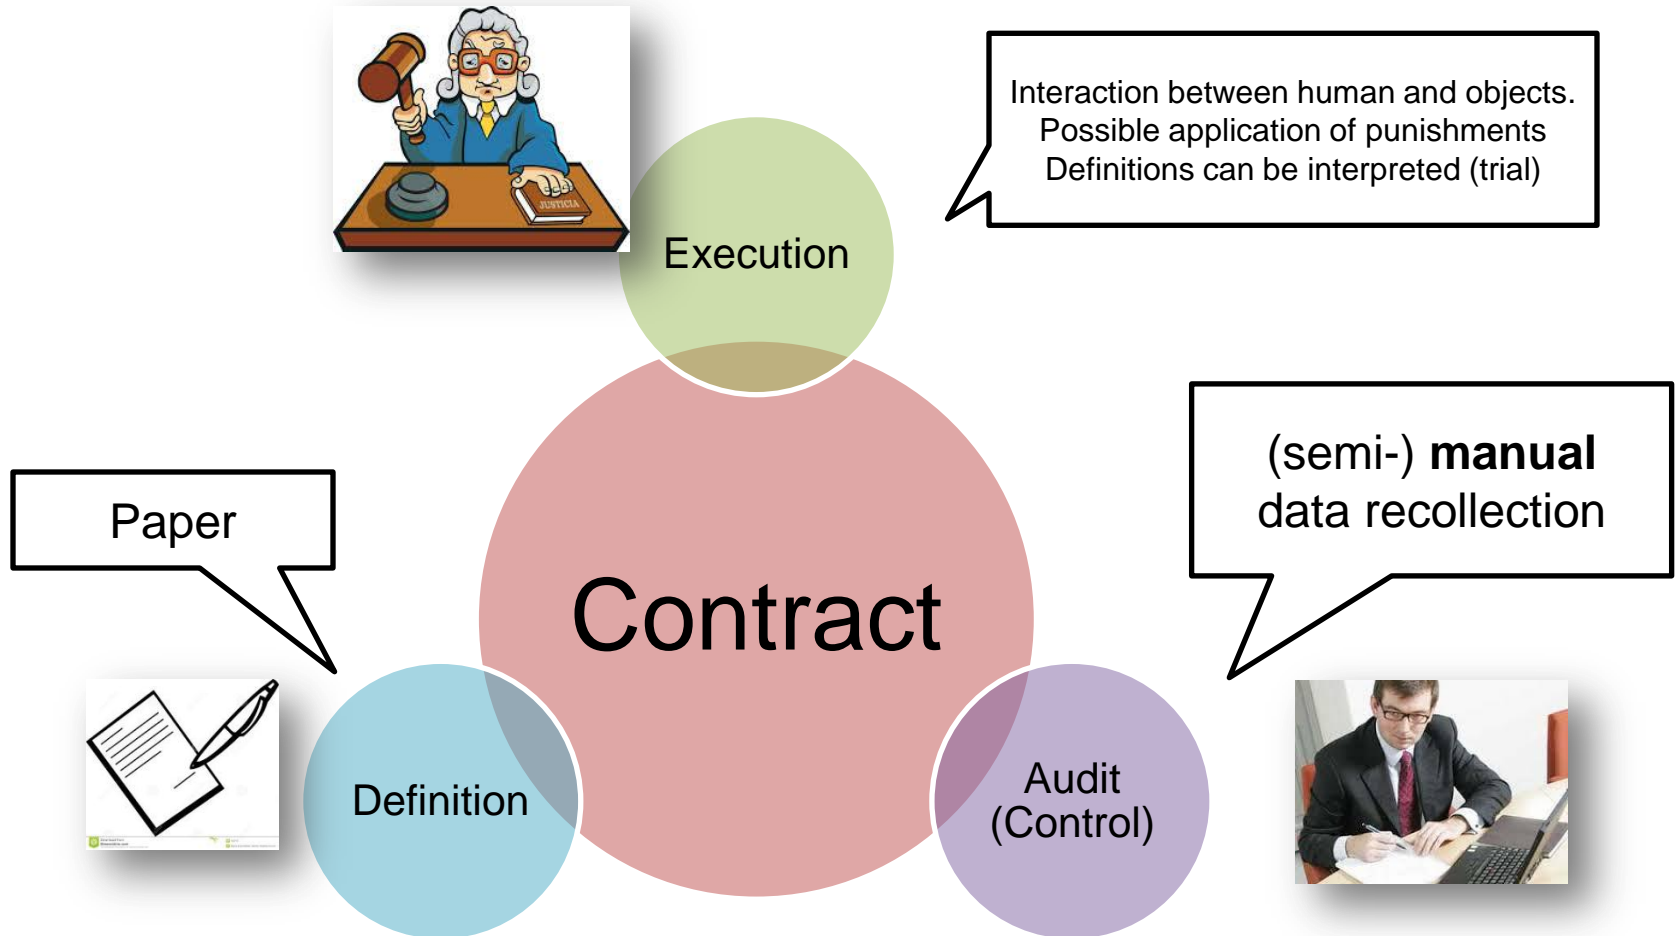 JUSTICIA
Interaction between human and objects.
Possible application of punishments
Definitions can be interpreted (trial)
Execution
(semi-) manual
data recollection
Paper
Contract
Definition
Audit
(Control)